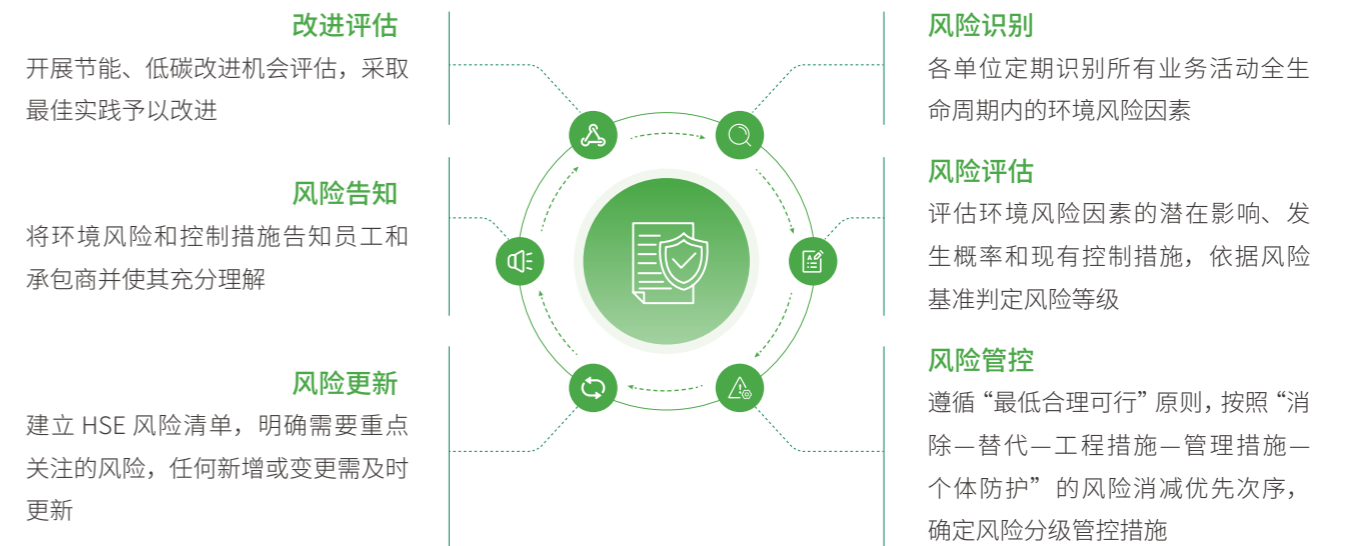 改进评估
开展节能、低碳改进机会评估，采取
最佳实践予以改进
风险告知
将环境风险和控制措施告知员工和
承包商并使其充分理解
风险更新
建立 HSE 风险清单，明确需要重点
关注的风险，任何新增或变更需及时
更新
风险识别
各单位定期识别所有业务活动全生
命周期内的环境风险因素
风险评估
评估环境风险因素的潜在影响、发
生概率和现有控制措施，依据风险
基准判定风险等级
风险管控
遵循“最低合理可行”原则，按照“消
除—替代—工程措施—管理措施—
个体防护”的风险消减优先次序，
确定风险分级管控措施